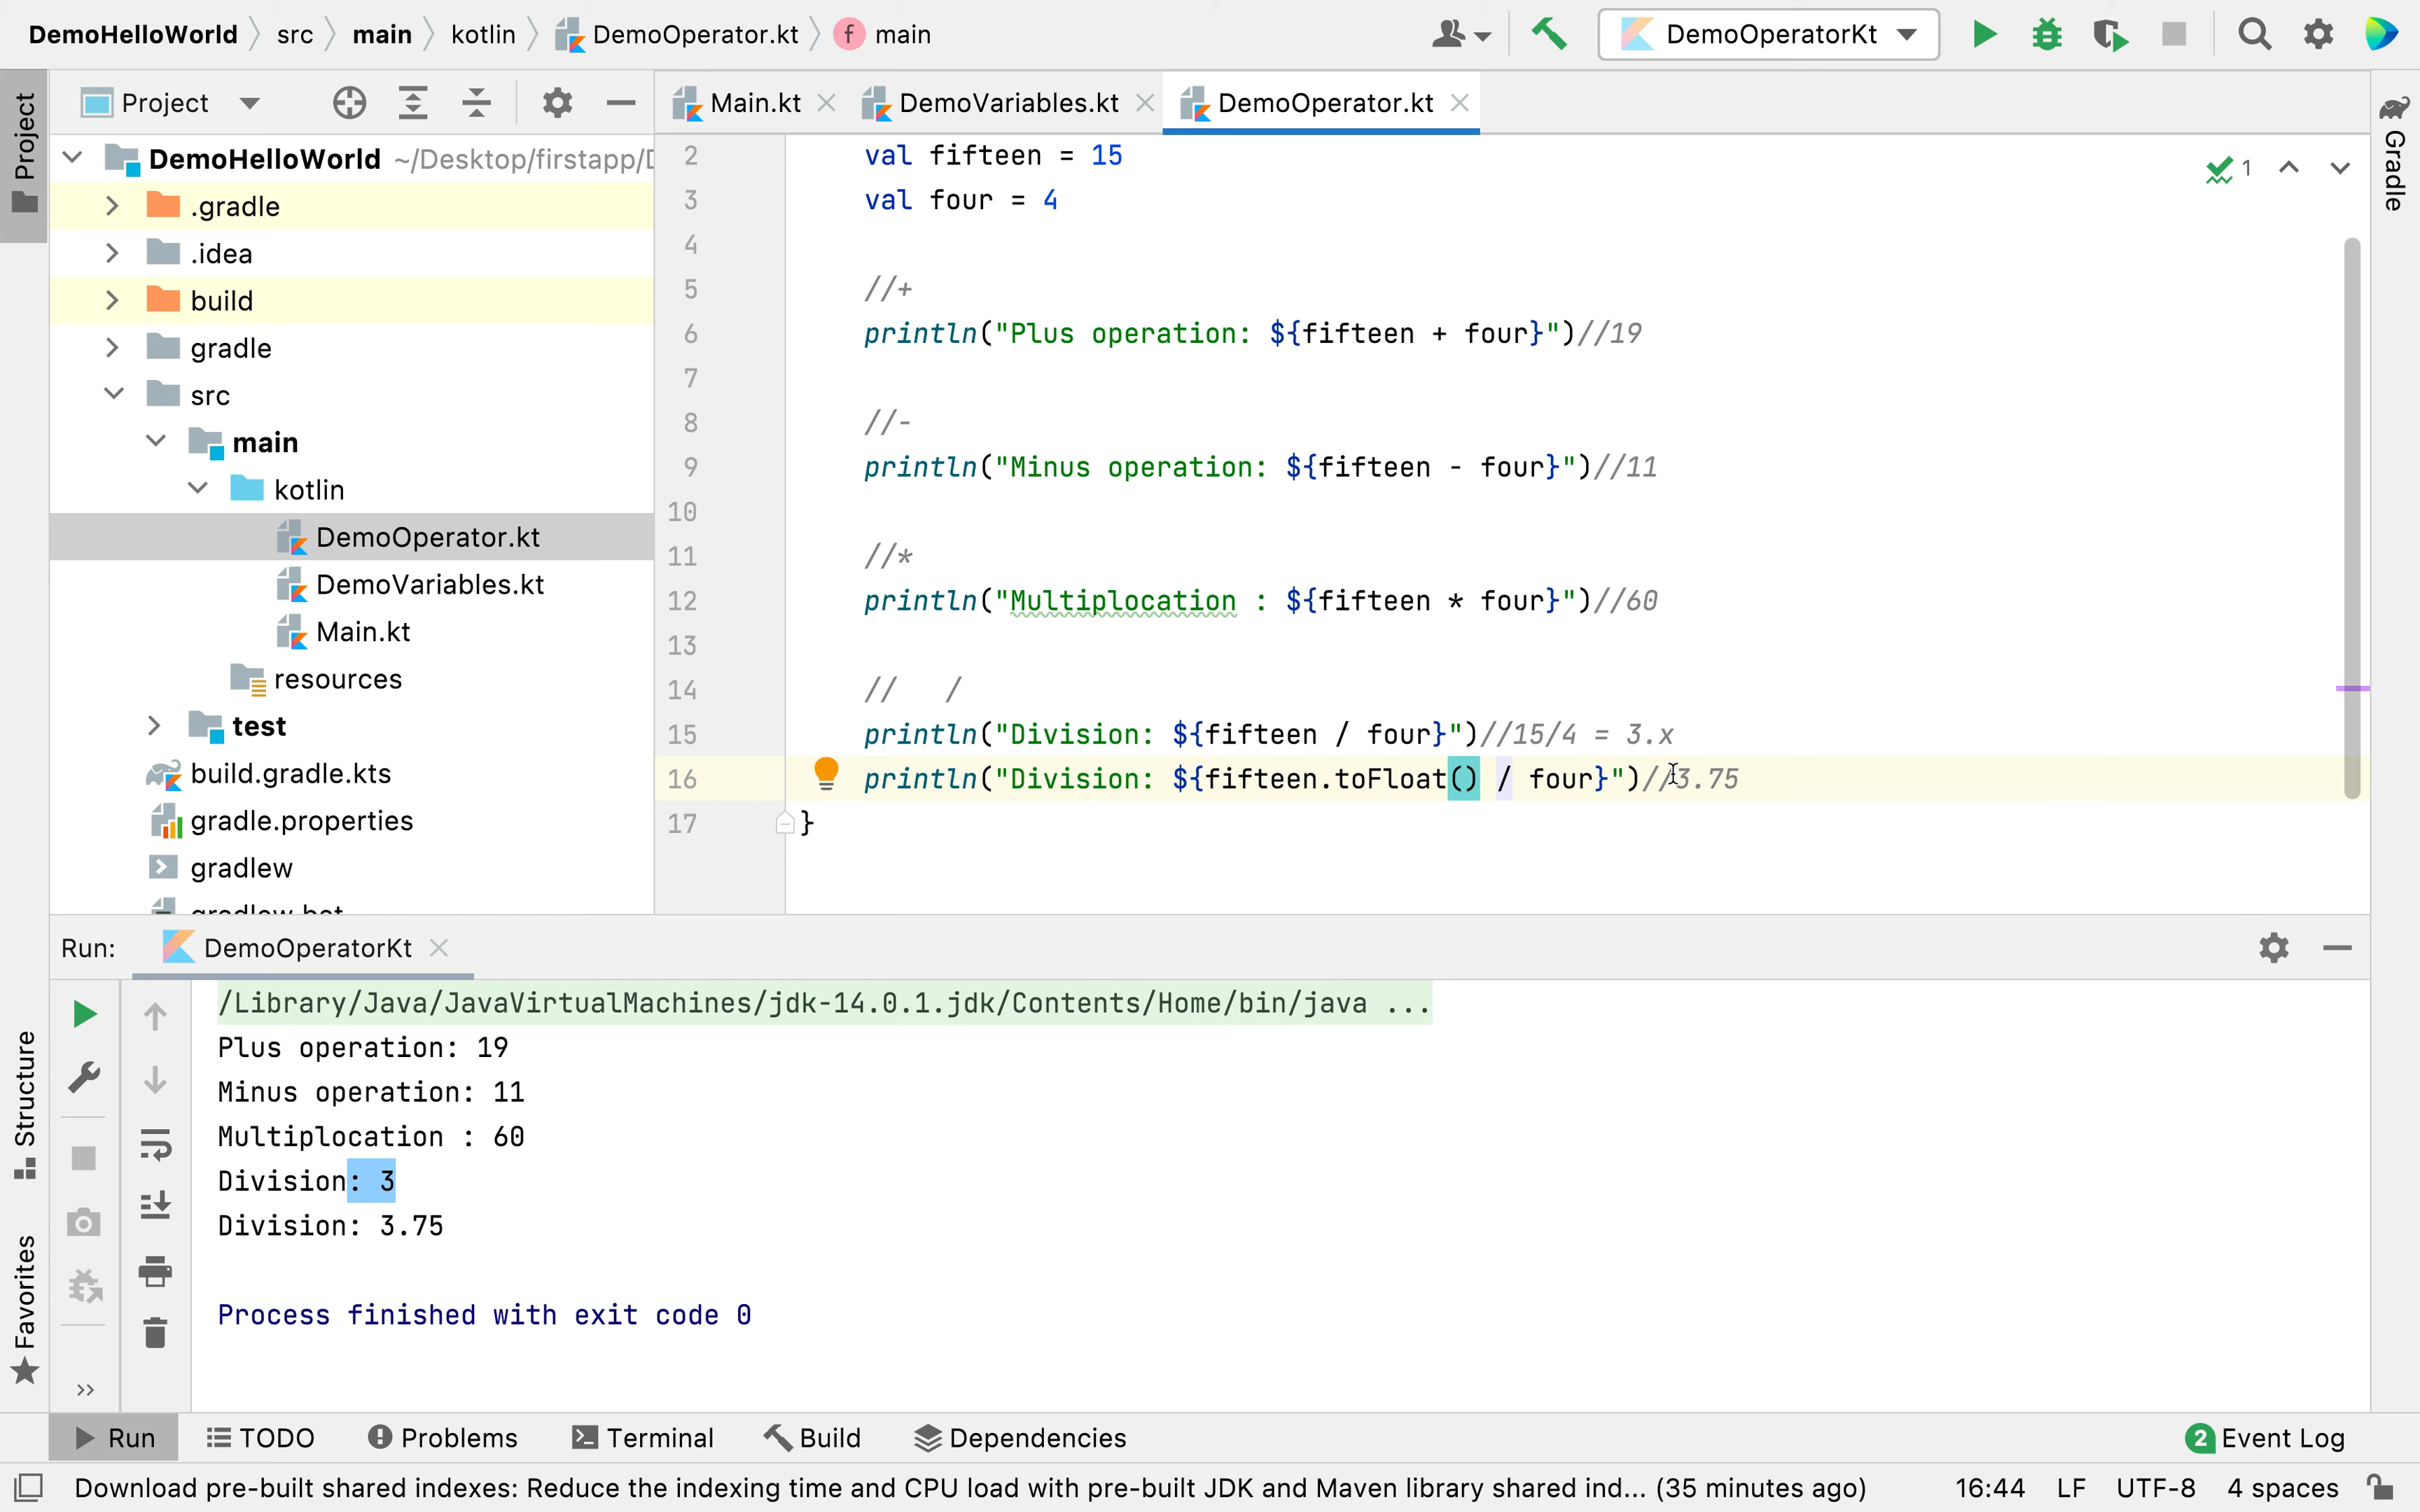 DemoHelloWorld src main kotlin DemoOperator.kt f main DemoOperatorKt
Project
Project
Main.kt DemoVariables.kt DemoOperator.kt
Gradle
DemoHelloWorld ~/Desktop/firstapp/D
.gradle
.idea
build
gradle
src
main
kotlin
DemoOperator.kt
DemoVariables.kt
Main.kt
resources
test
build.gradle.kts
gradle.properties
gradlew
gradlew.bat
1
2 val fifteen = 15
3 val four = 4
4
5 //+
6 println("Plus operation: ${fifteen + four}")//19
7
8 //-
9 println("Minus operation: ${fifteen - four}")//11
10
11 //*
12 println("Multiplocation : ${fifteen * four}")//60
13
14 // /
15 println("Division: ${fifteen / four}")//15/4 = 3.x
16 println("Division: ${fifteen.toFloat() / four}")//3.75
17 }
Run: DemoOperatorKt
/Library/Java/JavaVirtualMachines/jdk-14.0.1.jdk/Contents/Home/bin/java ...
Plus operation: 19
Minus operation: 11
Multiplocation : 60
Division: 3
Division: 3.75
Process finished with exit code 0
Structure
Favorites
Run TODO Problems Terminal Build Dependencies 2 Event Log
Download pre-built shared indexes: Reduce the indexing time and CPU load with pre-built JDK and Maven library shared ind... (35 minutes ago) 16:44 LF UTF-8 4 spaces